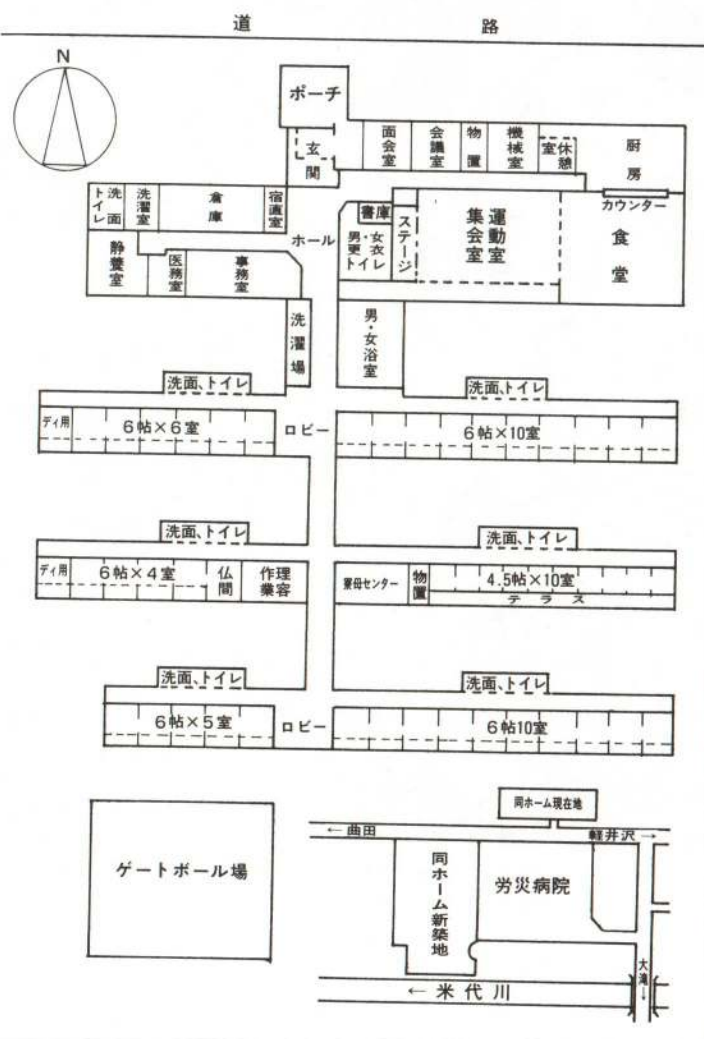 道 路
N
ポーチ
玄関
面会室
会議室
物置
機械室
休憩室
厨房
カウンター
洗面トイレ
洗濯室
倉庫
宿直室
ホール
書庫
男・女更衣トイレ
ステージ
運動室集会室
食堂
静養室
医務室
事務室
洗濯場
男・女浴室
洗面、トイレ
洗面、トイレ
ディ用
6帖×6室
ロビー
6帖×10室
洗面、トイレ
洗面、トイレ
ディ用
6帖×4室
仏間
理容作業
寮母センター
物置
4.5帖×10室
テラス
洗面、トイレ
洗面、トイレ
6帖×5室
ロビー
6帖10室
ゲートボール場
同ホーム現在地
←曲田
軽井沢→
同ホーム新築地
労災病院
大滝→
←米代川